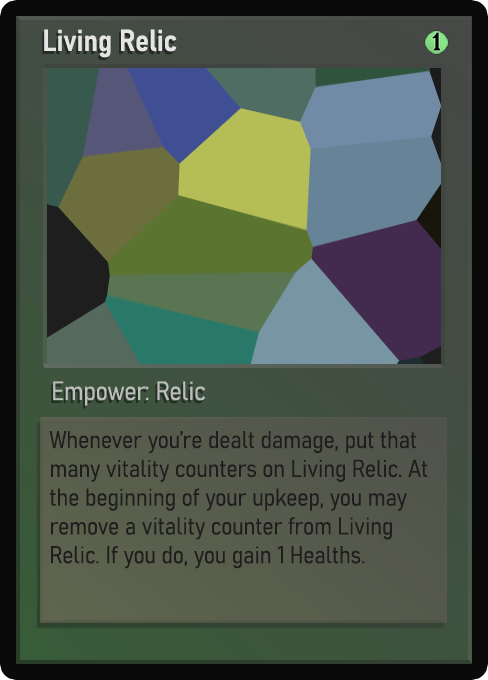 Living Relic
1
Empower: Relic
Whenever you're dealt damage, put that
many vitality counters on Living Relic. At
the beginning of your upkeep, you may
remove a vitality counter from Living
Relic. If you do, you gain 1 Healths.